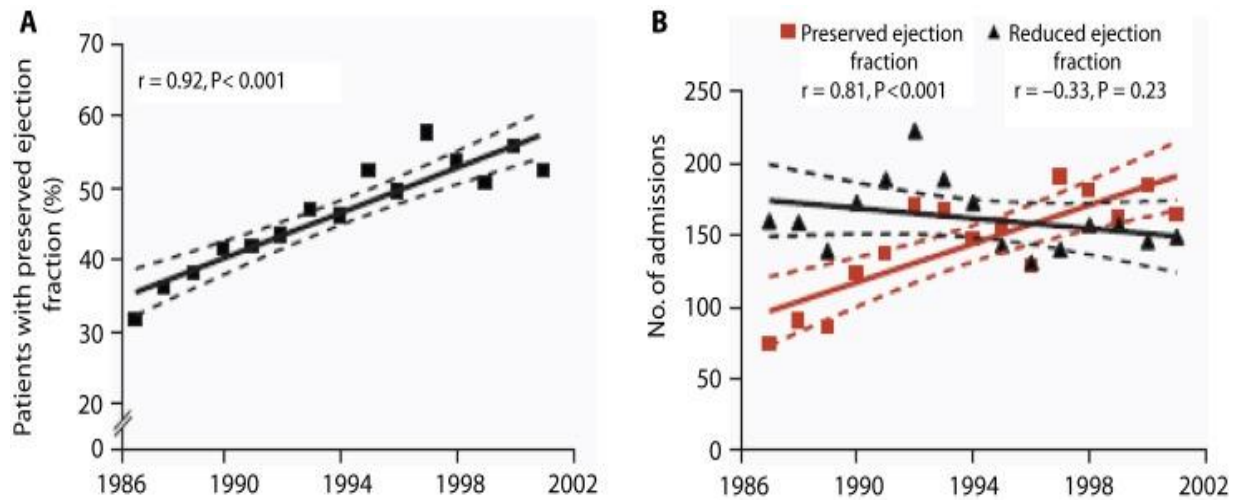 A
Patients with preserved ejection
fraction (%)
70
60
50
40
30
20
0
r = 0.92, P< 0.001
1986
1990
1994
1998
2002
B
Preserved ejection
fraction
r = 0.81, P<0.001
Reduced ejection
fraction
r = –0.33, P = 0.23
No. of admissions
250
200
150
100
50
0
1986
1990
1994
1998
2002